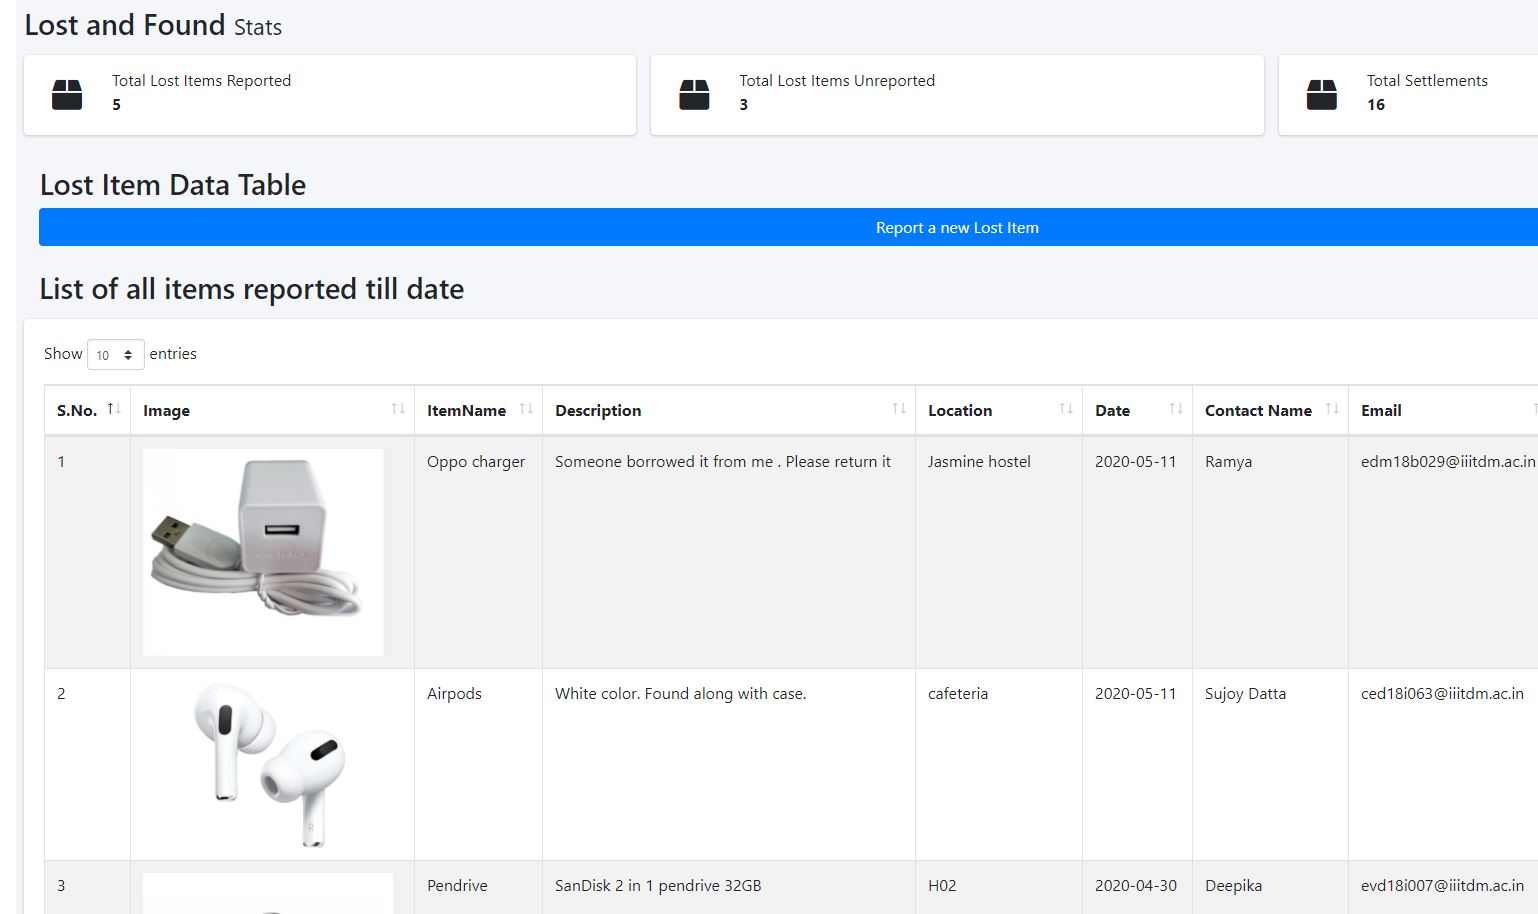 Lost and Found Stats
Total Lost Items Reported
5
Total Lost Items Unreported
3
Total Settlements
16
Lost Item Data Table
Report a new Lost Item
List of all items reported till date
Show 10 entries
S.No. Image ItemName Description Location Date Contact Name Email
1 Oppo charger Someone borrowed it from me . Please return it Jasmine hostel 2020-05-11 Ramya edm18b029@iiitdm.ac.in
2 Airpods White color. Found along with case. cafeteria 2020-05-11 Sujoy Datta ced18i063@iiitdm.ac.in
R
3 Pendrive SanDisk 2 in 1 pendrive 32GB H02 2020-04-30 Deepika evd18i007@iiitdm.ac.in